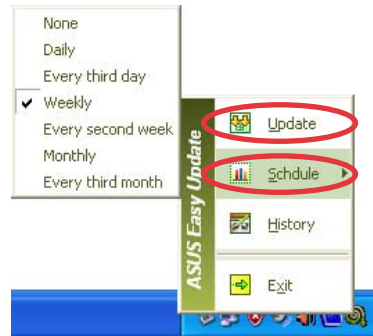 None
Daily
Every third day
Weekly
Every second week
Monthly
Every third month
ASUS Easy Update
Update
Schdule
History
Exit